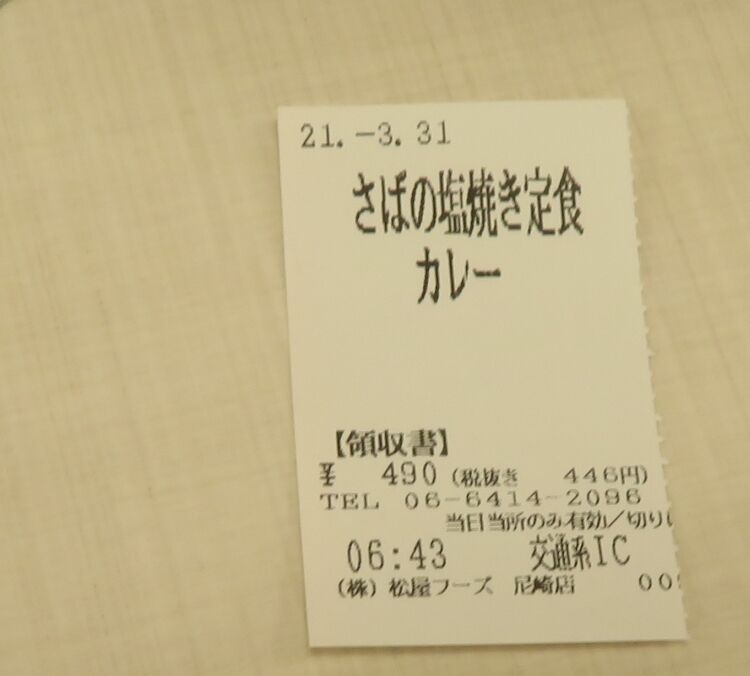 21.-3.31
さばの塩焼き定食
カレー
【領収書】
¥ 490 (税抜き 446円)
TEL 06-6414-2096
当日当所のみ有効/切り
06:43 交通系IC
(株)松屋フーズ 尼崎店 00